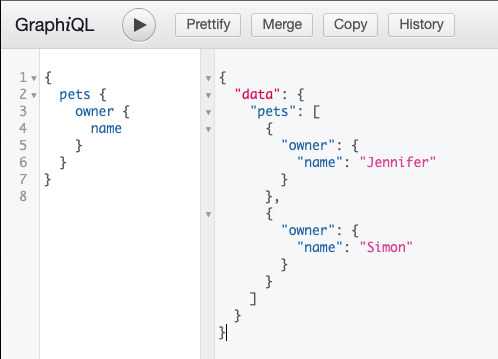 GraphiQL Prettify Merge Copy History
1 {
2 pets {
3 owner {
4 name
5 }
6 }
7 }
8
{
"data": {
"pets": [
{
"owner": {
"name": "Jennifer"
}
},
{
"owner": {
"name": "Simon"
}
}
]
}
}